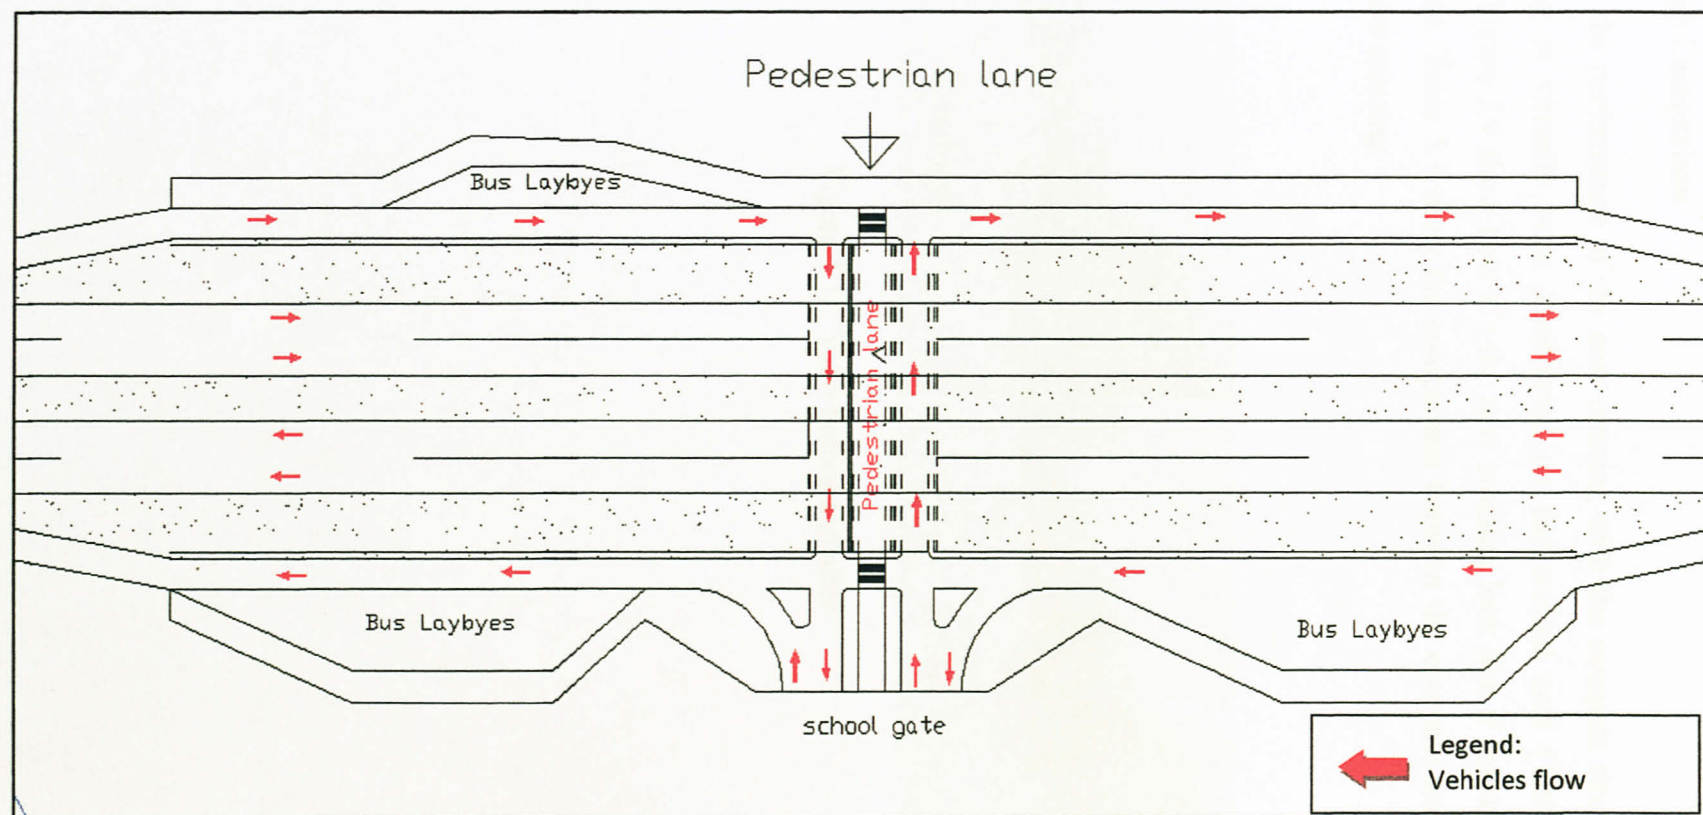 Pedestrian lane
Bus Laybyes
Pedestrian lane
Bus Laybyes
Bus Laybyes
school gate
Legend:
Vehicles flow